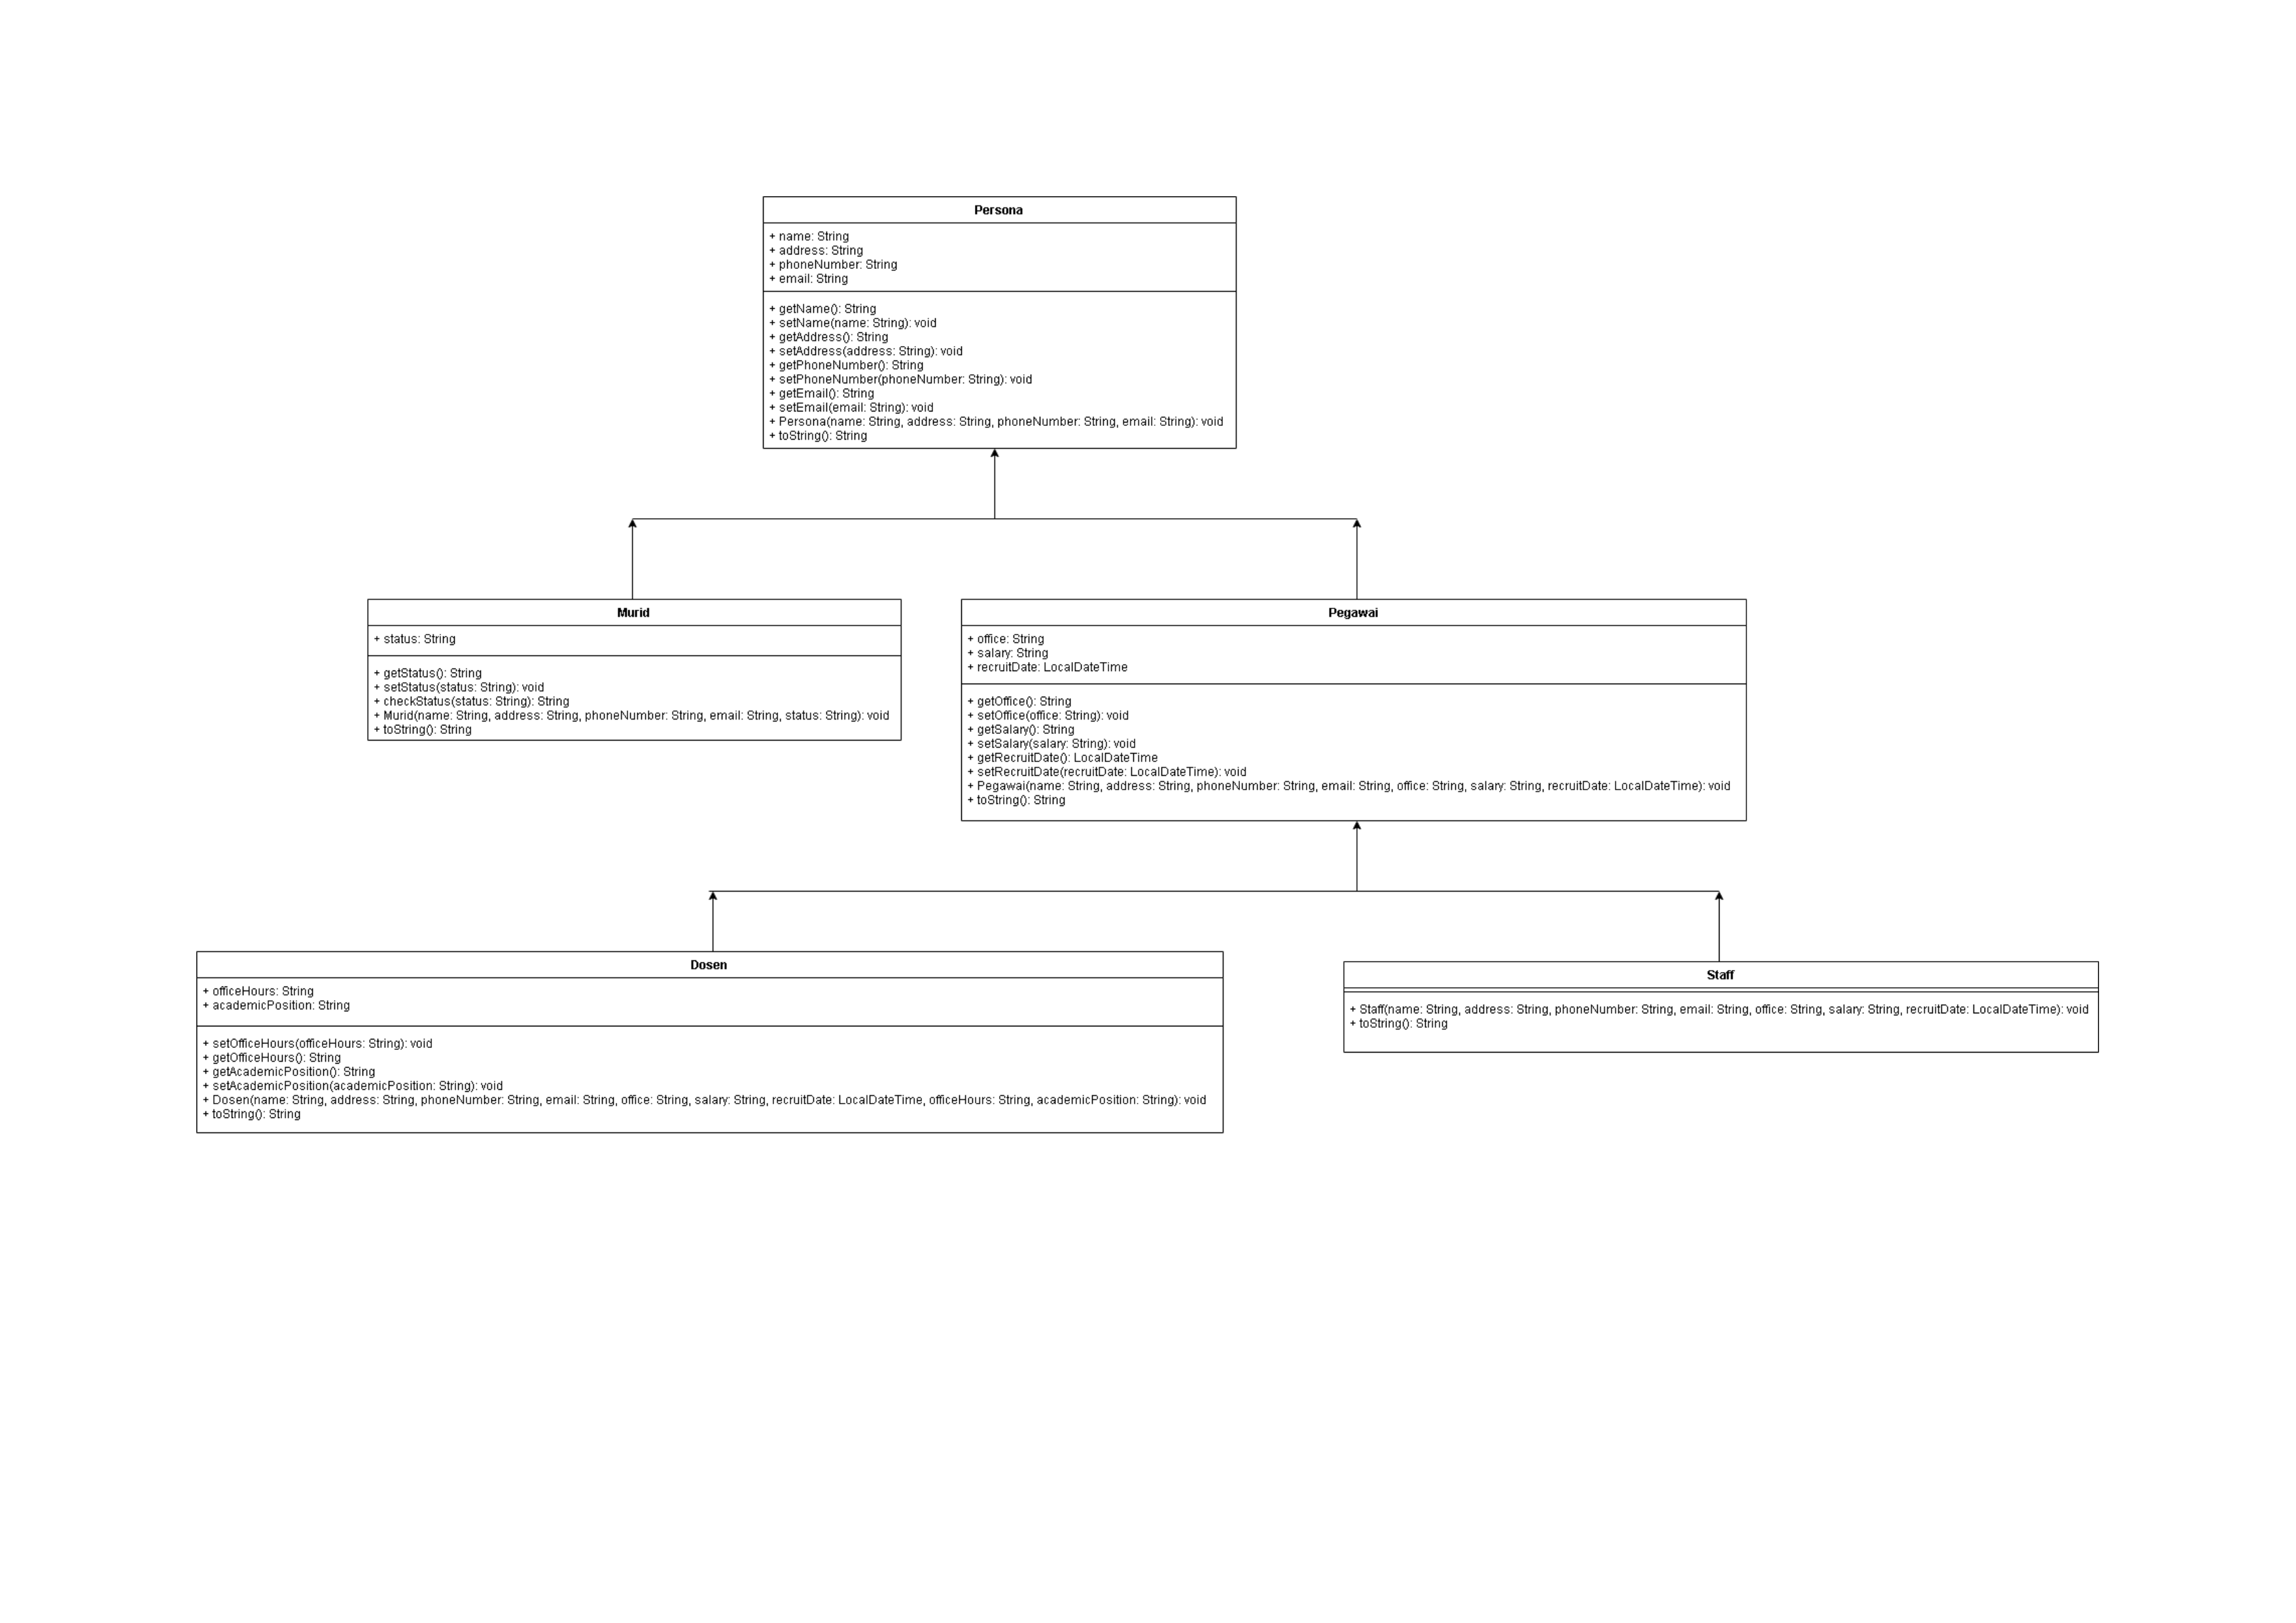 Persona
+ name: String
+ address: String
+ phoneNumber: String
+ email: String
+ getName(): String
+ setName(name: String): void
+ getAddress(): String
+ setAddress(address: String): void
+ getPhoneNumber(): String
+ setPhoneNumber(phoneNumber: String): void
+ getEmail(): String
+ setEmail(email: String): void
+ Persona(name: String, address: String, phoneNumber: String, email: String): void
+ toString(): String
Murid
+ status: String
+ getStatus(): String
+ setStatus(status: String): void
+ checkStatus(status: String): String
+ Murid(name: String, address: String, phoneNumber: String, email: String, status: String): void
+ toString(): String
Pegawai
+ office: String
+ salary: String
+ recruitDate: LocalDateTime
+ getOffice(): String
+ setOffice(office: String): void
+ getSalary(): String
+ setSalary(salary: String): void
+ getRecruitDate(): LocalDateTime
+ setRecruitDate(recruitDate: LocalDateTime): void
+ Pegawai(name: String, address: String, phoneNumber: String, email: String, office: String, salary: String, recruitDate: LocalDateTime): void
+ toString(): String
Dosen
+ officeHours: String
+ academicPosition: String
+ setOfficeHours(officeHours: String): void
+ getOfficeHours(): String
+ getAcademicPosition(): String
+ setAcademicPosition(academicPosition: String): void
+ Dosen(name: String, address: String, phoneNumber: String, email: String, office: String, salary: String, recruitDate: LocalDateTime, officeHours: String, academicPosition: String): void
+ toString(): String
Staff
+ Staff(name: String, address: String, phoneNumber: String, email: String, office: String, salary: String, recruitDate: LocalDateTime): void
+ toString(): String